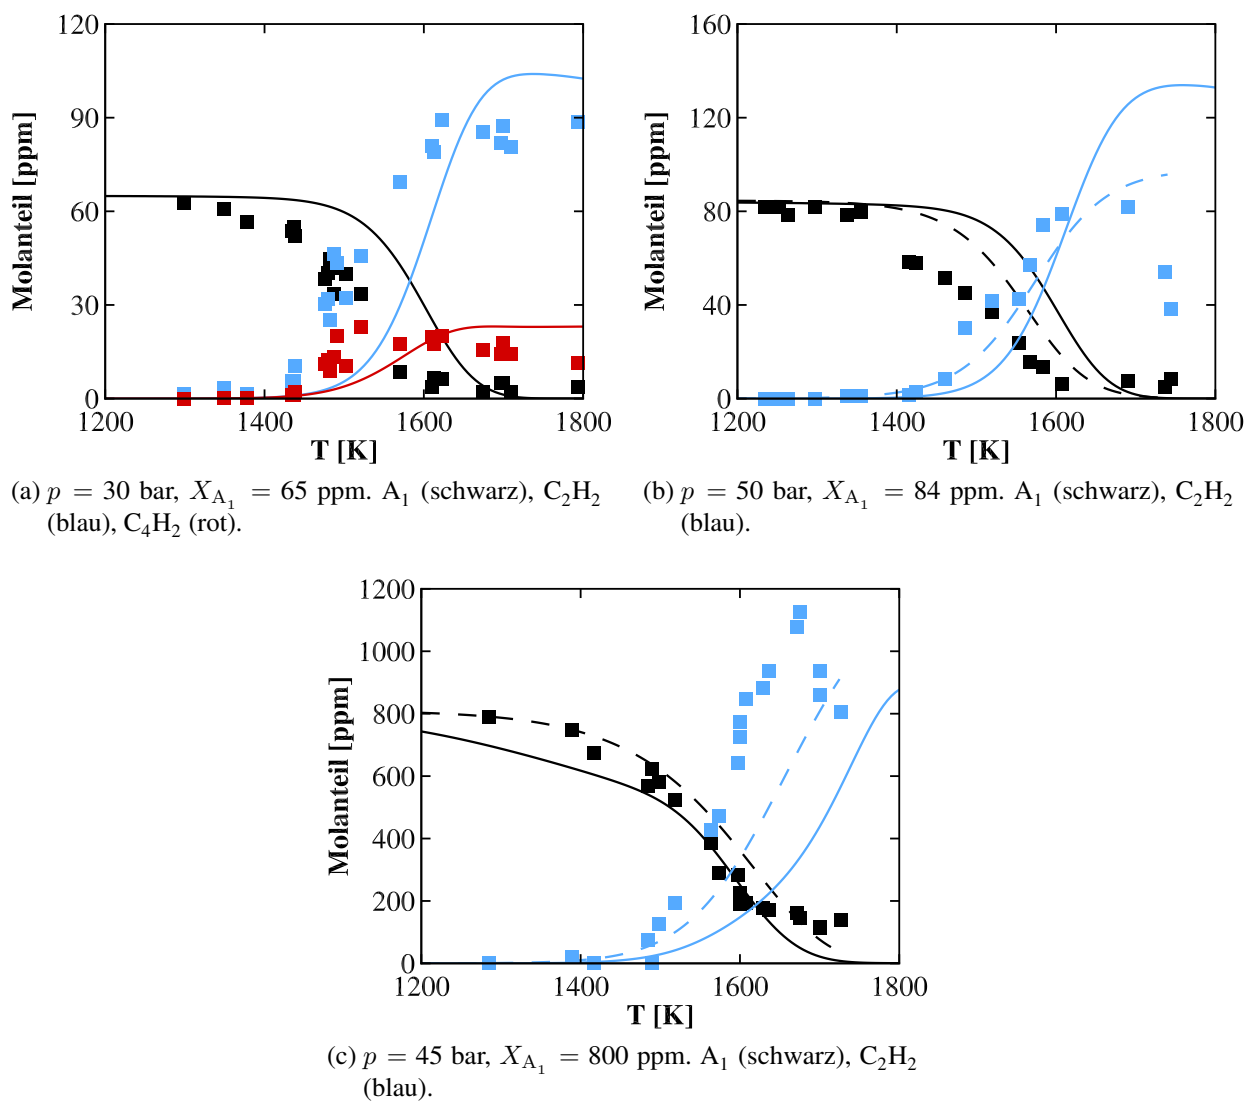 120
90
60
30
0
Molanteil [ppm]
1200 1400 1600 1800
T [K]
(a) p = 30 bar, X_A₁ = 65 ppm. A₁ (schwarz), C₂H₂
(blau), C₄H₂ (rot).
160
120
80
40
0
Molanteil [ppm]
1200 1400 1600 1800
T [K]
(b) p = 50 bar, X_A₁ = 84 ppm. A₁ (schwarz), C₂H₂
(blau).
1200
1000
800
600
400
200
0
Molanteil [ppm]
1200 1400 1600 1800
T [K]
(c) p = 45 bar, X_A₁ = 800 ppm. A₁ (schwarz), C₂H₂
(blau).